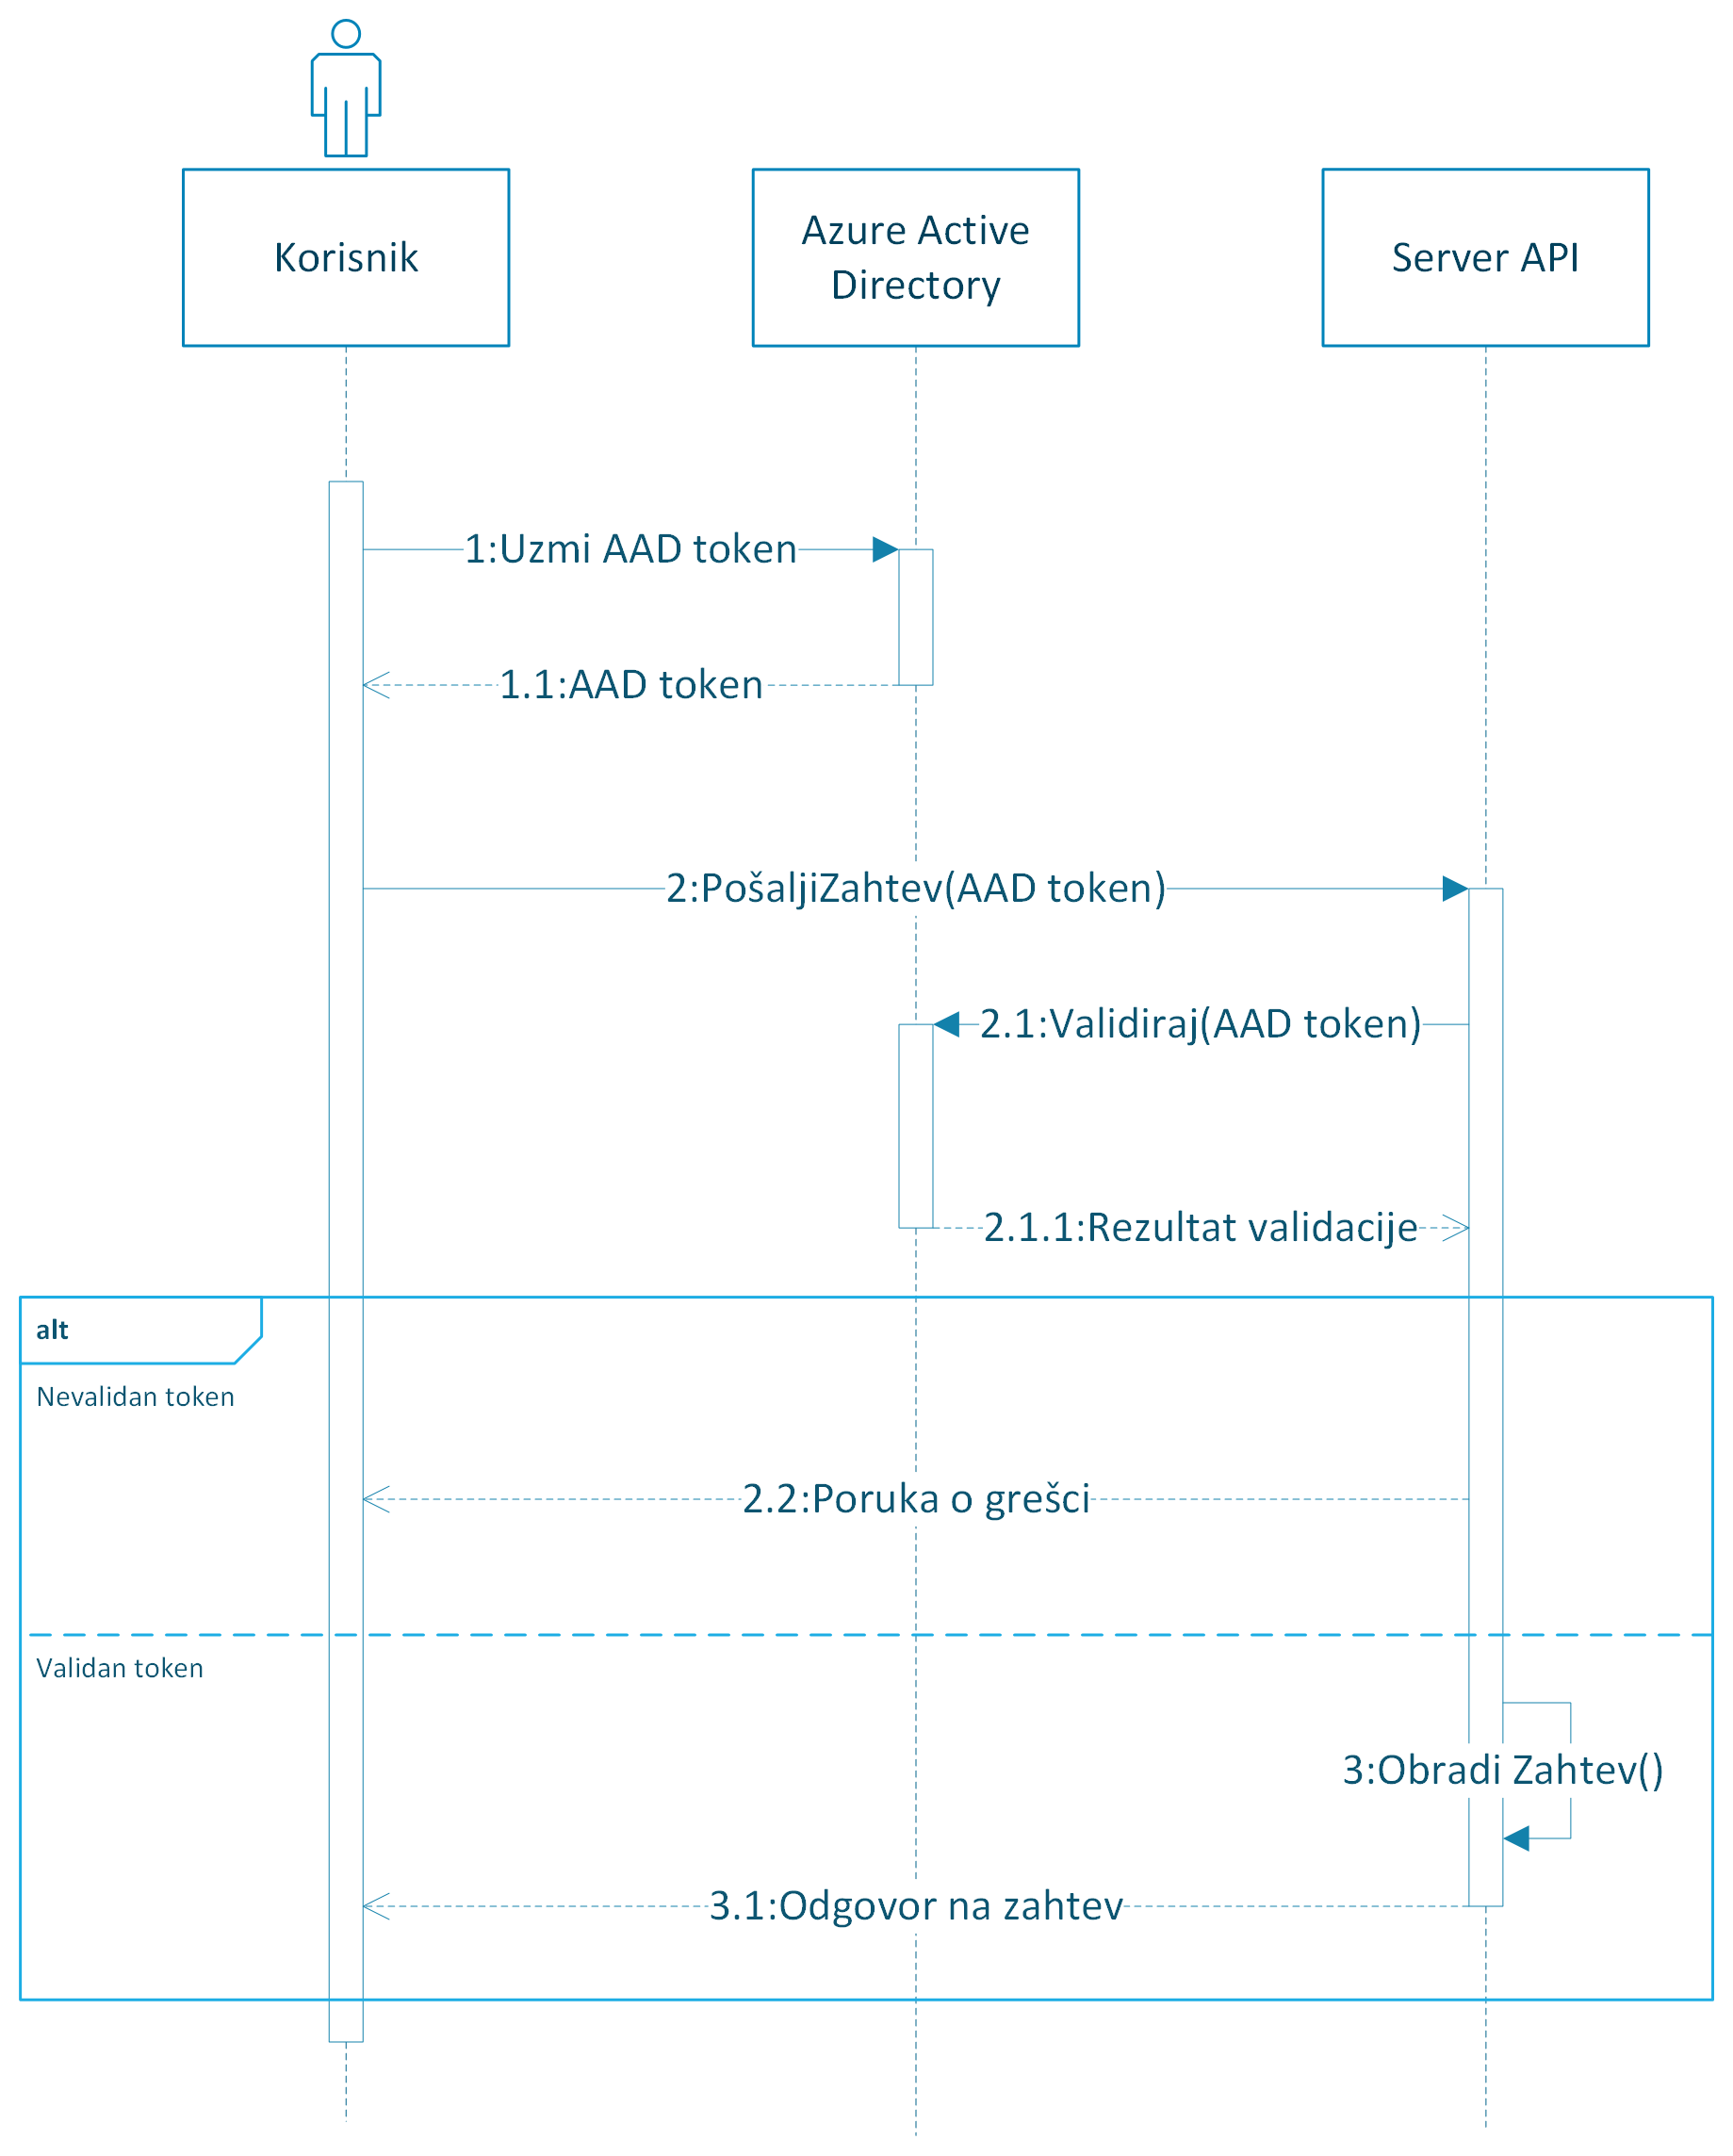 Korisnik
Azure Active
Directory
Server API
1:Uzmi AAD token
1.1:AAD token
2:PošaljiZahtev(AAD token)
2.1:Validiraj(AAD token)
2.1.1:Rezultat validacije
alt
Nevalidan token
2.2:Poruka o grešci
Validan token
3:Obradi Zahtev()
3.1:Odgovor na zahtev